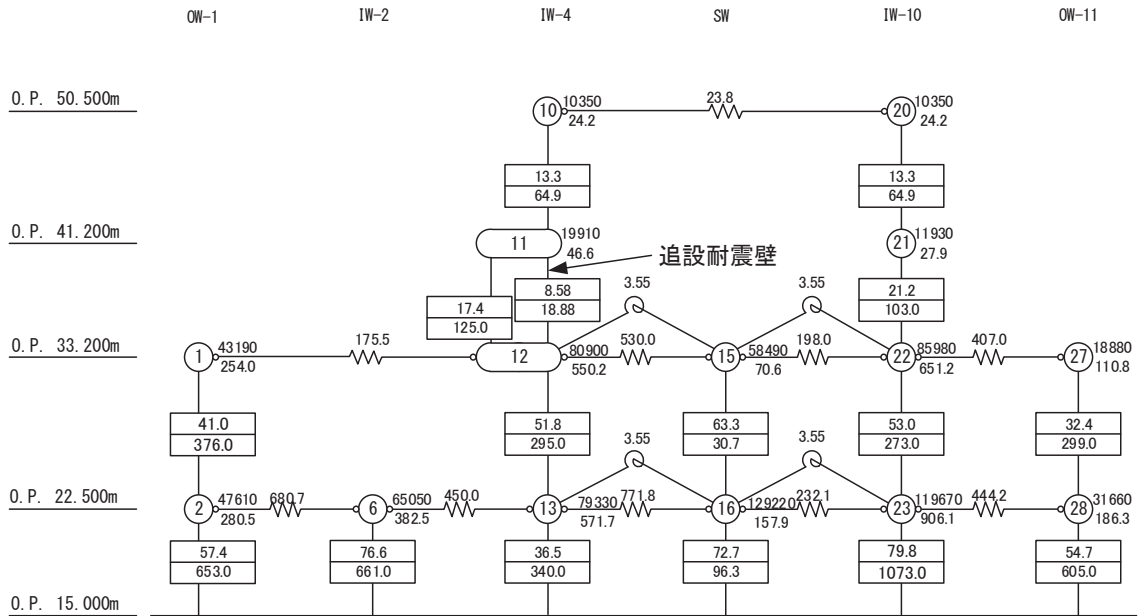 OW-1 IW-2 IW-4 SW IW-10 OW-11
O.P. 50.500m
10 10350 23.8 20 10350
24.2 24.2
13.3 13.3
64.9 64.9
O.P. 41.200m
11 19910 21 11930
46.6 27.9
追設耐震壁
8.58 3.55 3.55 21.2
18.88 103.0
17.4
125.0
O.P. 33.200m
1 43190 175.5 12 80900 530.0 15 58490 198.0 22 85980 407.0 27 18880
254.0 550.2 70.6 651.2 110.8
41.0 51.8 63.3 53.0 32.4
376.0 295.0 30.7 273.0 299.0
3.55 3.55
O.P. 22.500m
2 47610 680.7 6 65050 450.0 13 79330 771.8 16 129220 232.1 23 119670 444.2 28 31660
280.5 382.5 571.7 157.9 906.1 186.3
57.4 76.6 36.5 72.7 79.8 54.7
653.0 661.0 340.0 96.3 1073.0 605.0
O.P. 15.000m